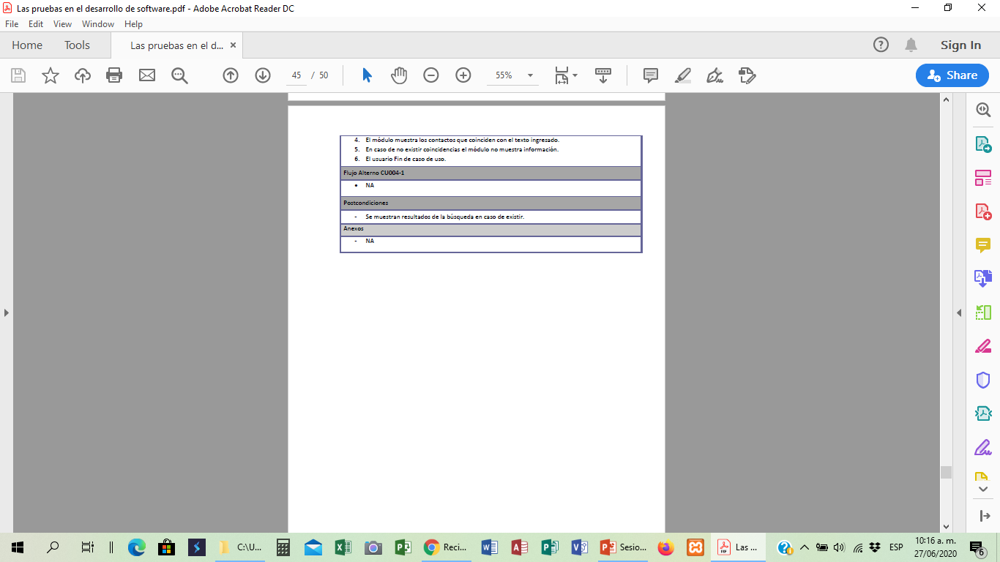 Las pruebas en el desarrollo de software.pdf - Adobe Acrobat Reader DC
File Edit View Window Help
Home Tools Las pruebas en el d... × Sign In
45 / 50 55% Share
4. El módulo muestra los contactos que coinciden con el texto ingresado.
5. En caso de no existir coincidencias el módulo no muestra información.
6. El usuario Fin de caso de uso.
Flujo Alterno CU004-1
• NA
Postcondiciones
- Se muestran resultados de la búsqueda en caso de existir.
Anexos
- NA
C:\U... Reci... Sesio... Las ... ESP 10:16 a. m.
27/06/2020 6